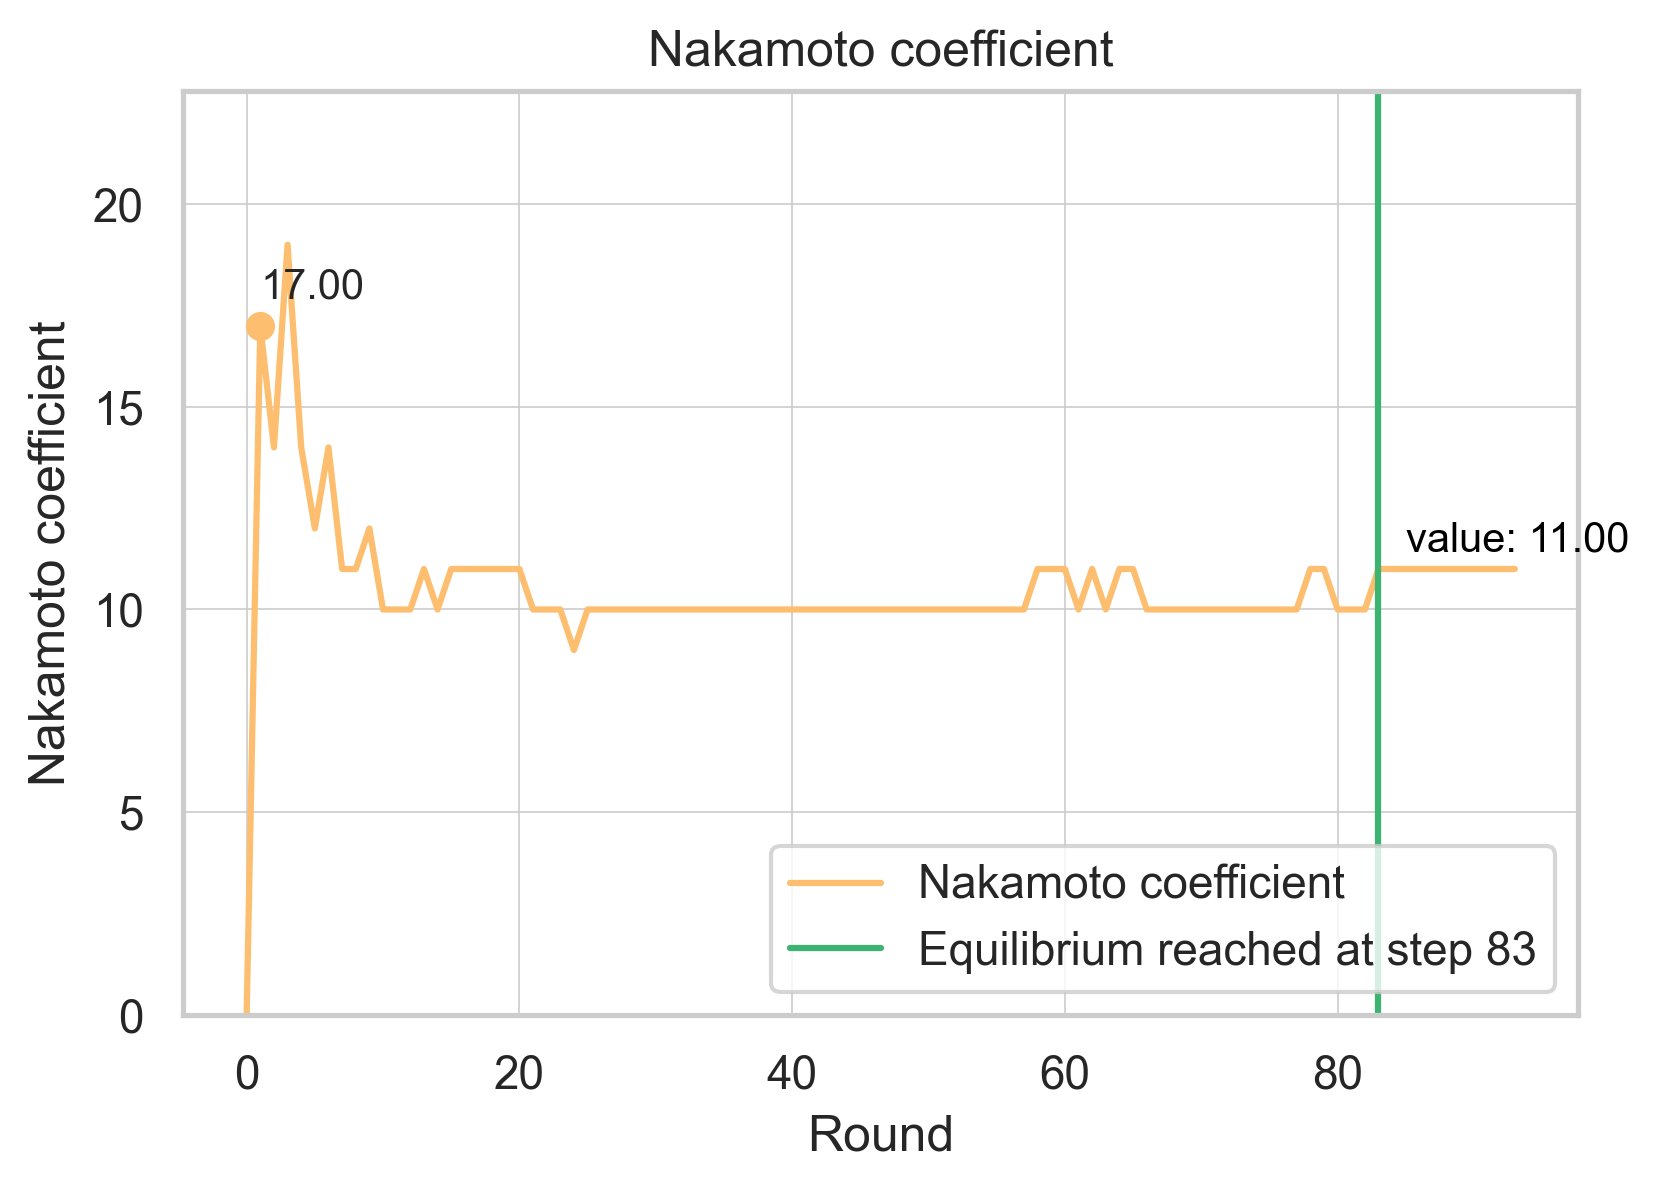 Nakamoto coefficient
Nakamoto coefficient
20
15
10
5
0
17.00
value: 11.00
Nakamoto coefficient
Equilibrium reached at step 83
0
20
40
60
80
Round